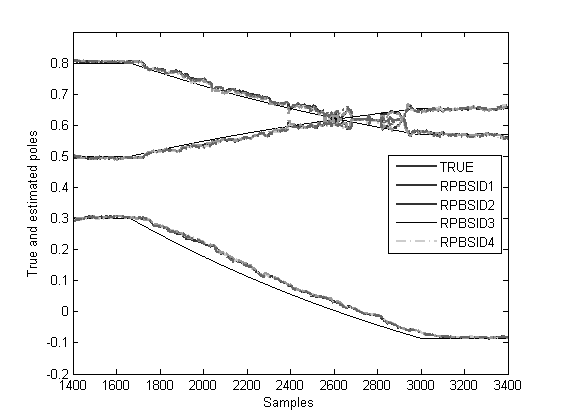 True and estimated poles
0.8
0.7
0.6
0.5
0.4
0.3
0.2
0.1
0
-0.1
-0.2
1400 1600 1800 2000 2200 2400 2600 2800 3000 3200 3400
Samples
TRUE
RPBSID1
RPBSID2
RPBSID3
RPBSID4